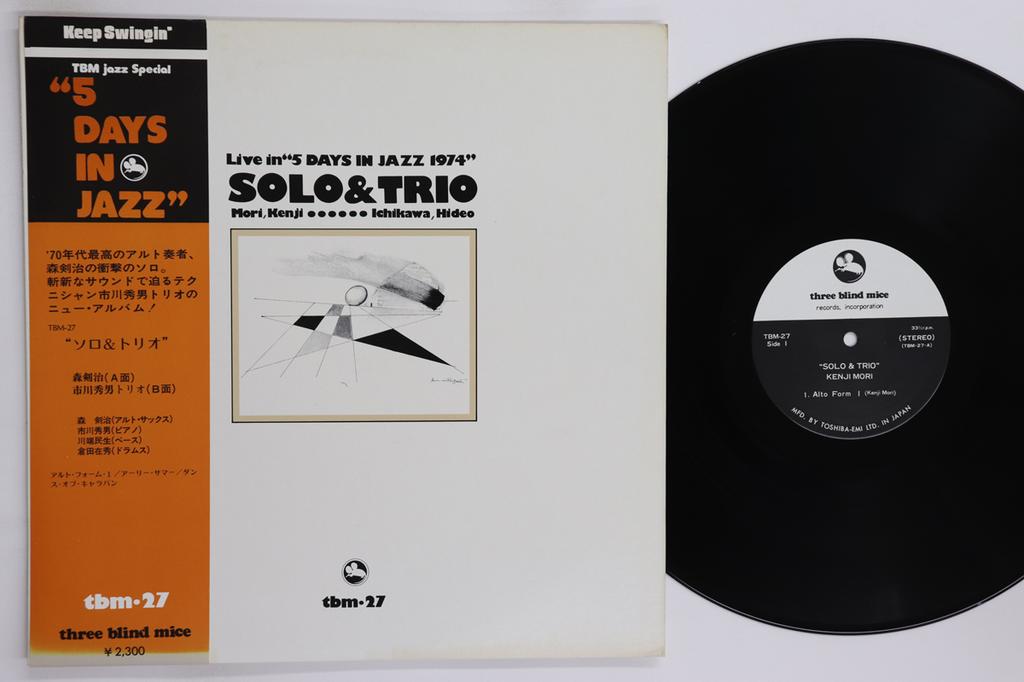 Keep Swingin'
TBM jazz Special
“5
DAYS
IN
JAZZ”
'70年代最高のアルト奏者、
森剣治の衝撃のソロ。
斬新なサウンドで迫るテク
ニシャン市川秀男トリオの
ニュー・アルバム！
TBM-27
“ソロ&トリオ”
森剣治(A面)
市川秀男トリオ(B面)
森　剣治(アルト・サックス)
市川秀男(ピアノ)
川端民生(ベース)
倉田在秀(ドラムス)
アルト・フォーム・1／アーリー・サマー／ダン
ス・オブ・キャラバン
tbm・27
three blind mice
￥2,300
Live in“5 DAYS IN JAZZ 1974”
SOLO&TRIO
Mori, Kenji ●●●●●● Ichikawa, Hideo
tbm・27
three blind mice
records, incorporation
TBM-27
Side 1
33⅓r.p.m.
(STEREO)
(TBM-27-A)
“SOLO & TRIO”
KENJI MORI
1. Alto Form 1 (Kenji Mori)
MFD. BY TOSHIBA-EMI LTD. IN JAPAN